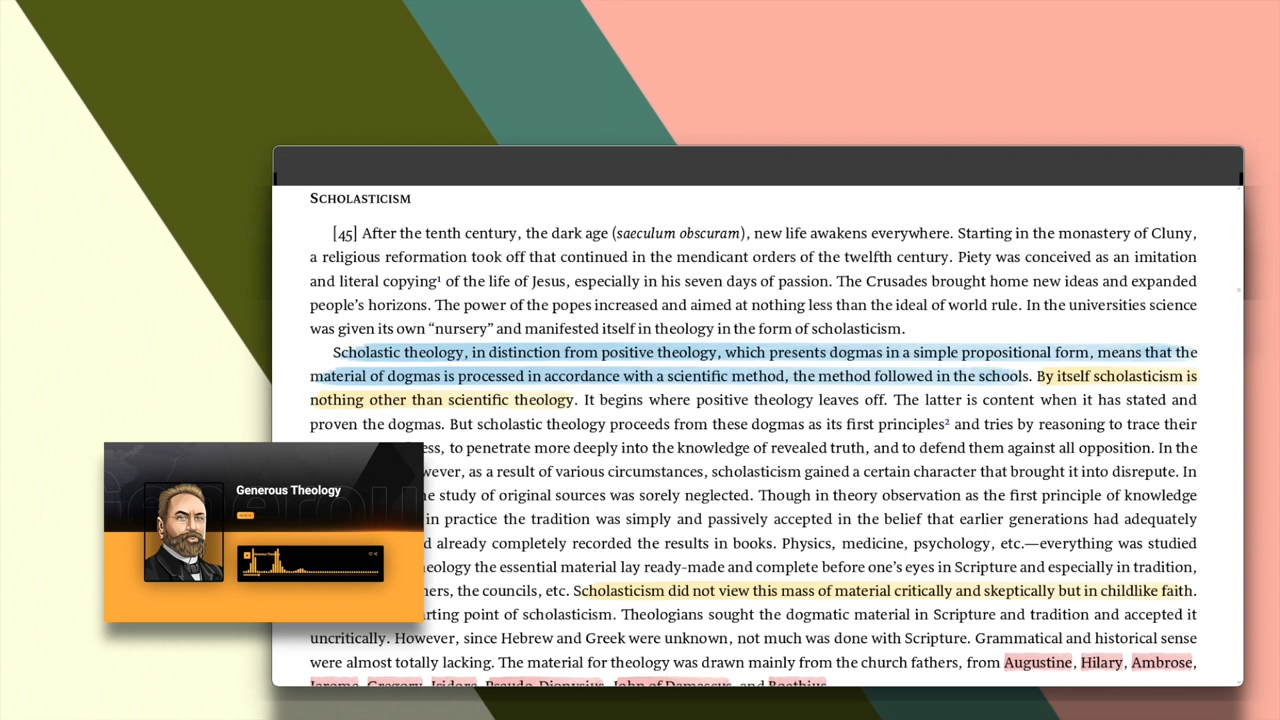 SCHOLASTICISM
[45] After the tenth century, the dark age (saeculum obscuram), new life awakens everywhere. Starting in the monastery of Cluny,
a religious reformation took off that continued in the mendicant orders of the twelfth century. Piety was conceived as an imitation
and literal copying¹ of the life of Jesus, especially in his seven days of passion. The Crusades brought home new ideas and expanded
people's horizons. The power of the popes increased and aimed at nothing less than the ideal of world rule. In the universities science
was given its own “nursery” and manifested itself in theology in the form of scholasticism.
Scholastic theology, in distinction from positive theology, which presents dogmas in a simple propositional form, means that the
material of dogmas is processed in accordance with a scientific method, the method followed in the schools. By itself scholasticism is
nothing other than scientific theology. It begins where positive theology leaves off. The latter is content when it has stated and
proven the dogmas. But scholastic theology proceeds from these dogmas as its first principles² and tries by reasoning to trace their
ess, to penetrate more deeply into the knowledge of revealed truth, and to defend them against all opposition. In the
wever, as a result of various circumstances, scholasticism gained a certain character that brought it into disrepute. In
e study of original sources was sorely neglected. Though in theory observation as the first principle of knowledge
in practice the tradition was simply and passively accepted in the belief that earlier generations had adequately
d already completely recorded the results in books. Physics, medicine, psychology, etc.—everything was studied
eology the essential material lay ready-made and complete before one's eyes in Scripture and especially in tradition,
hers, the councils, etc. Scholasticism did not view this mass of material critically and skeptically but in childlike faith.
rting point of scholasticism. Theologians sought the dogmatic material in Scripture and tradition and accepted it
uncritically. However, since Hebrew and Greek were unknown, not much was done with Scripture. Grammatical and historical sense
were almost totally lacking. The material for theology was drawn mainly from the church fathers, from Augustine, Hilary, Ambrose,
Jerome, Gregory, Isidore, Pseudo-Dionysius, John of Damascus, and Boethius
Generous Theology